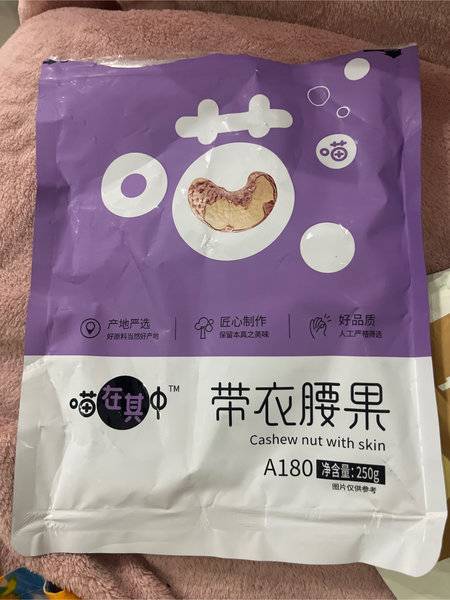 喵
喵
产地严选
好原料当然好产地
匠心制作
保留本真之美味
好品质
人工严格筛选
喵在其中™
带衣腰果
Cashew nut with skin
A180 净含量:250g
图片仅供参考